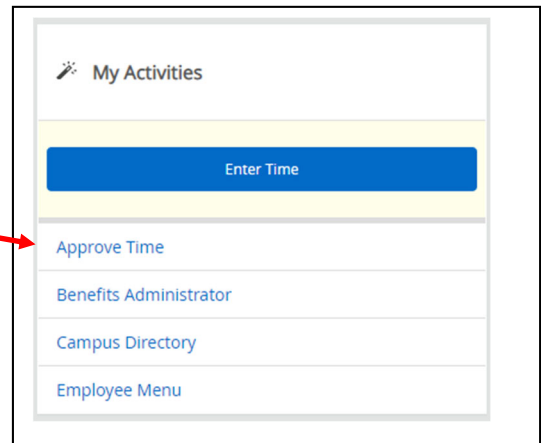 My Activities
Enter Time
Approve Time
Benefits Administrator
Campus Directory
Employee Menu